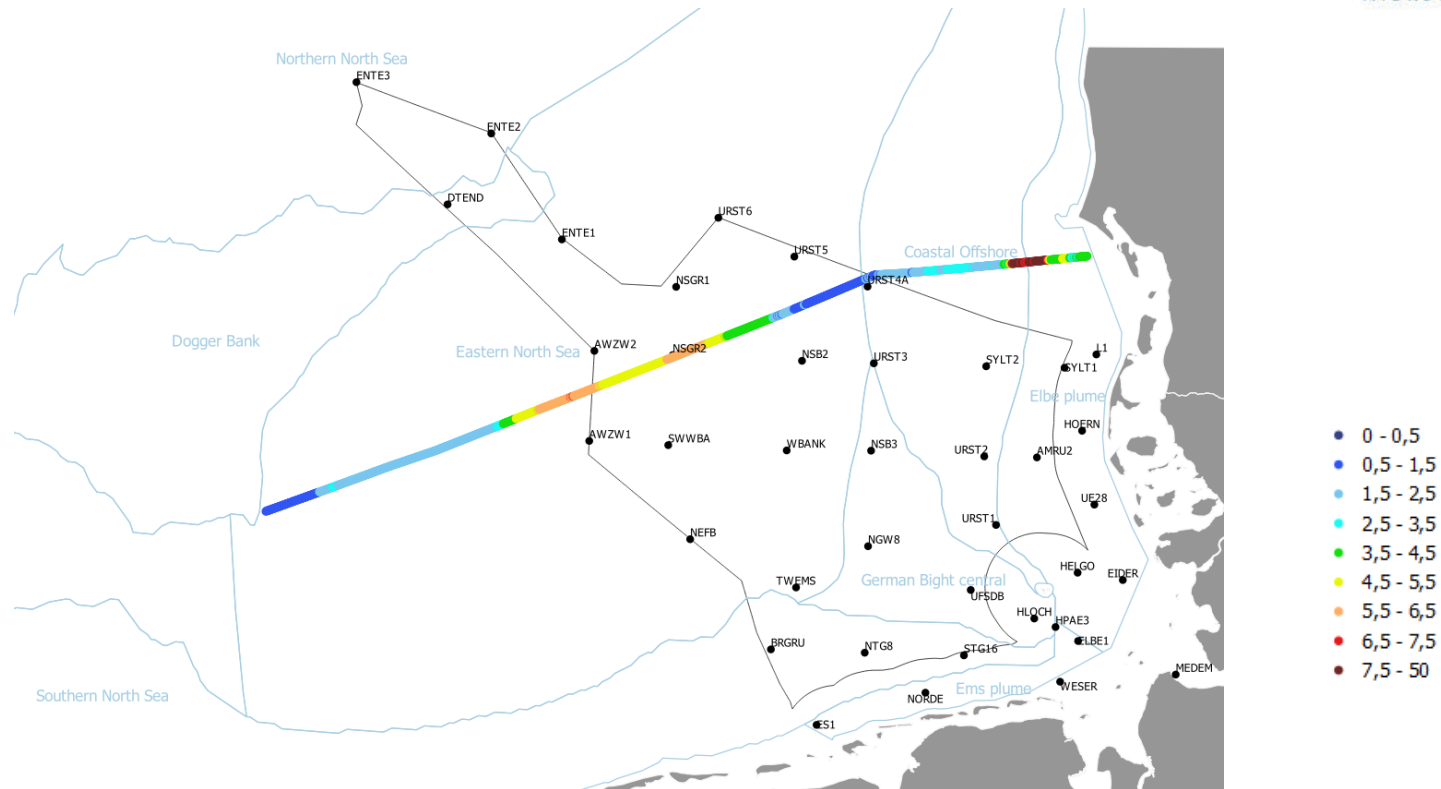 Northern North Sea
ENTE3
ENTE2
DTEND
URST6
ENTE1
URST5
Coastal Offshore
NSGR1
URST4A
Dogger Bank
Eastern North Sea
AWZW2
NSGR2
NSB2
URST3
SYLT2
L1
SYLT1
Elbe plume
HOERN
AWZW1
SWWBA
WBANK
NSB3
URST2
AMRU2
UE28
URST1
NEFB
NGW8
HELGO
EIDER
TWEMS
German Bight central
UFSDB
HLOCH
HPAE3
ELBE1
BRGRU
NTG8
STG16
MEDEM
Southern North Sea
Ems plume
WESER
NORDE
ES1
0 - 0,5
0,5 - 1,5
1,5 - 2,5
2,5 - 3,5
3,5 - 4,5
4,5 - 5,5
5,5 - 6,5
6,5 - 7,5
7,5 - 50